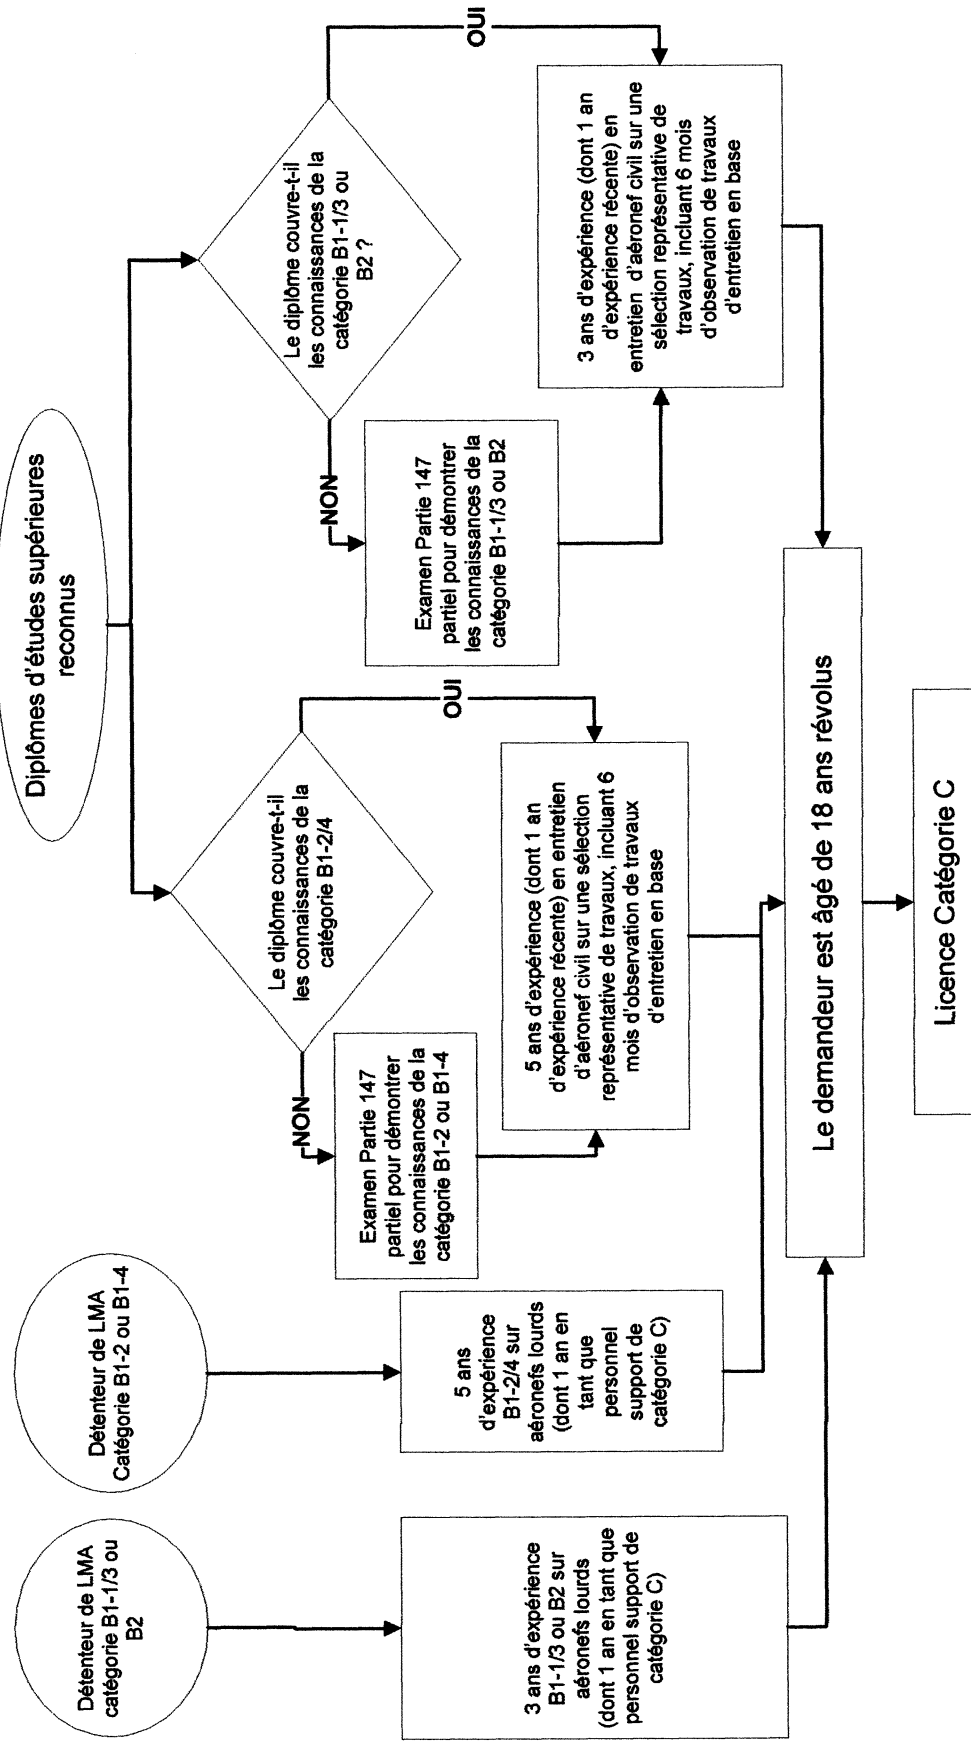 Détenteur de LMA
catégorie B1-1/3 ou
B2
3 ans d'expérience
B1-1/3 ou B2 sur
aéronefs lourds
(dont 1 an en tant que
personnel support de
catégorie C)
Détenteur de LMA
Catégorie B1-2 ou B1-4
5 ans
d'expérience
B1-2/4 sur
aéronefs lourds
(dont 1 an en
tant que
personnel
support de
catégorie C)
Diplômes d'études supérieures
reconnus
Le diplôme couvre-t-il
les connaissances de la
catégorie B1-2/4
NON
OUI
Examen Partie 147
partiel pour démontrer
les connaissances de la
catégorie B1-2 ou B1-4
5 ans d'expérience (dont 1 an
d'expérience récente) en entretien
d'aéronef civil sur une sélection
représentative de travaux, incluant 6
mois d'observation de travaux
d'entretien en base
Le diplôme couvre-t-il
les connaissances de la
catégorie B1-1/3 ou
B2 ?
NON
OUI
Examen Partie 147
partiel pour démontrer
les connaissances de la
catégorie B1-1/3 ou B2
3 ans d'expérience (dont 1 an
d'expérience récente) en
entretien d'aéronef civil sur une
sélection représentative de
travaux, incluant 6 mois
d'observation de travaux
d'entretien en base
Le demandeur est âgé de 18 ans révolus
Licence Catégorie C